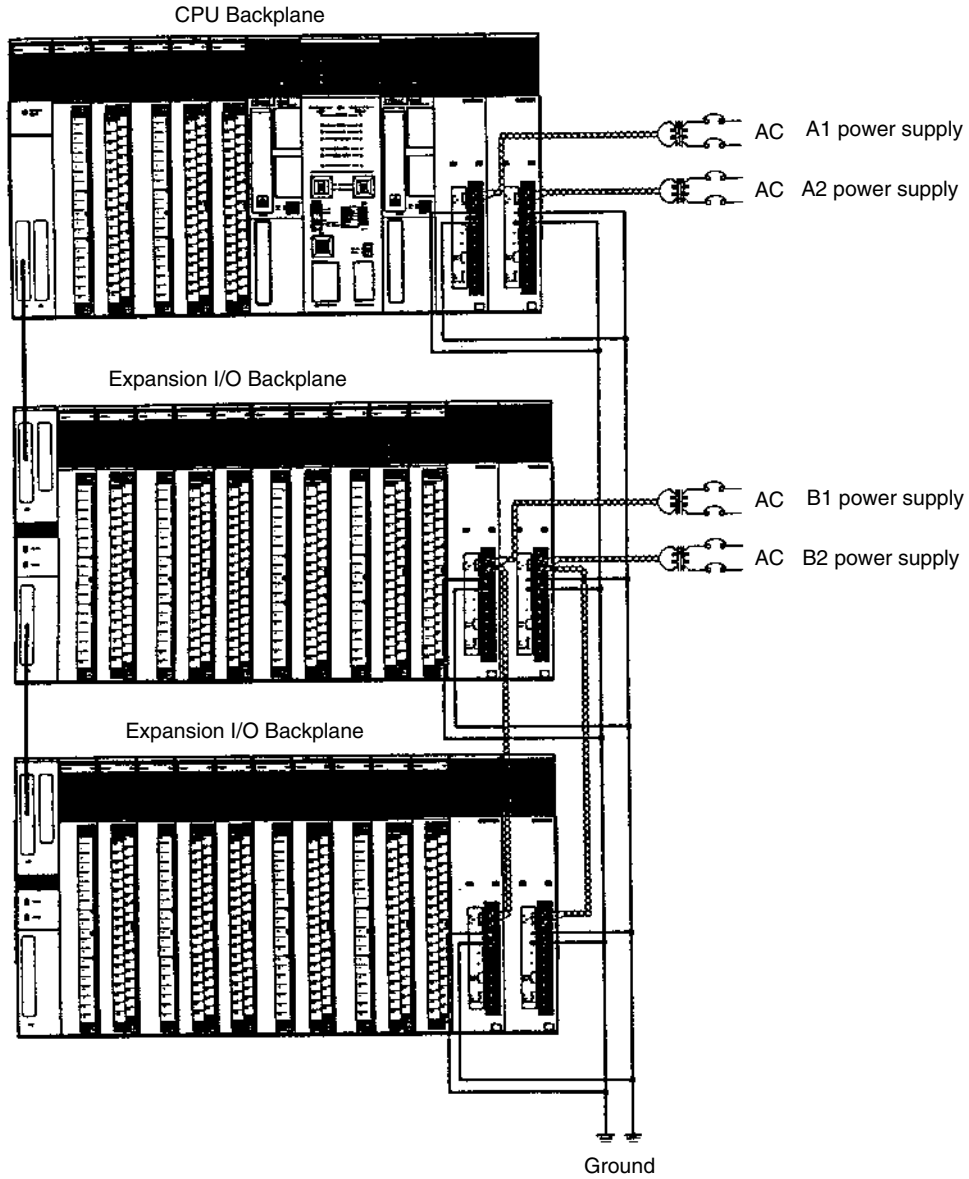 CPU Backplane
AC A1 power supply
AC A2 power supply
Expansion I/O Backplane
AC B1 power supply
AC B2 power supply
Expansion I/O Backplane
Ground